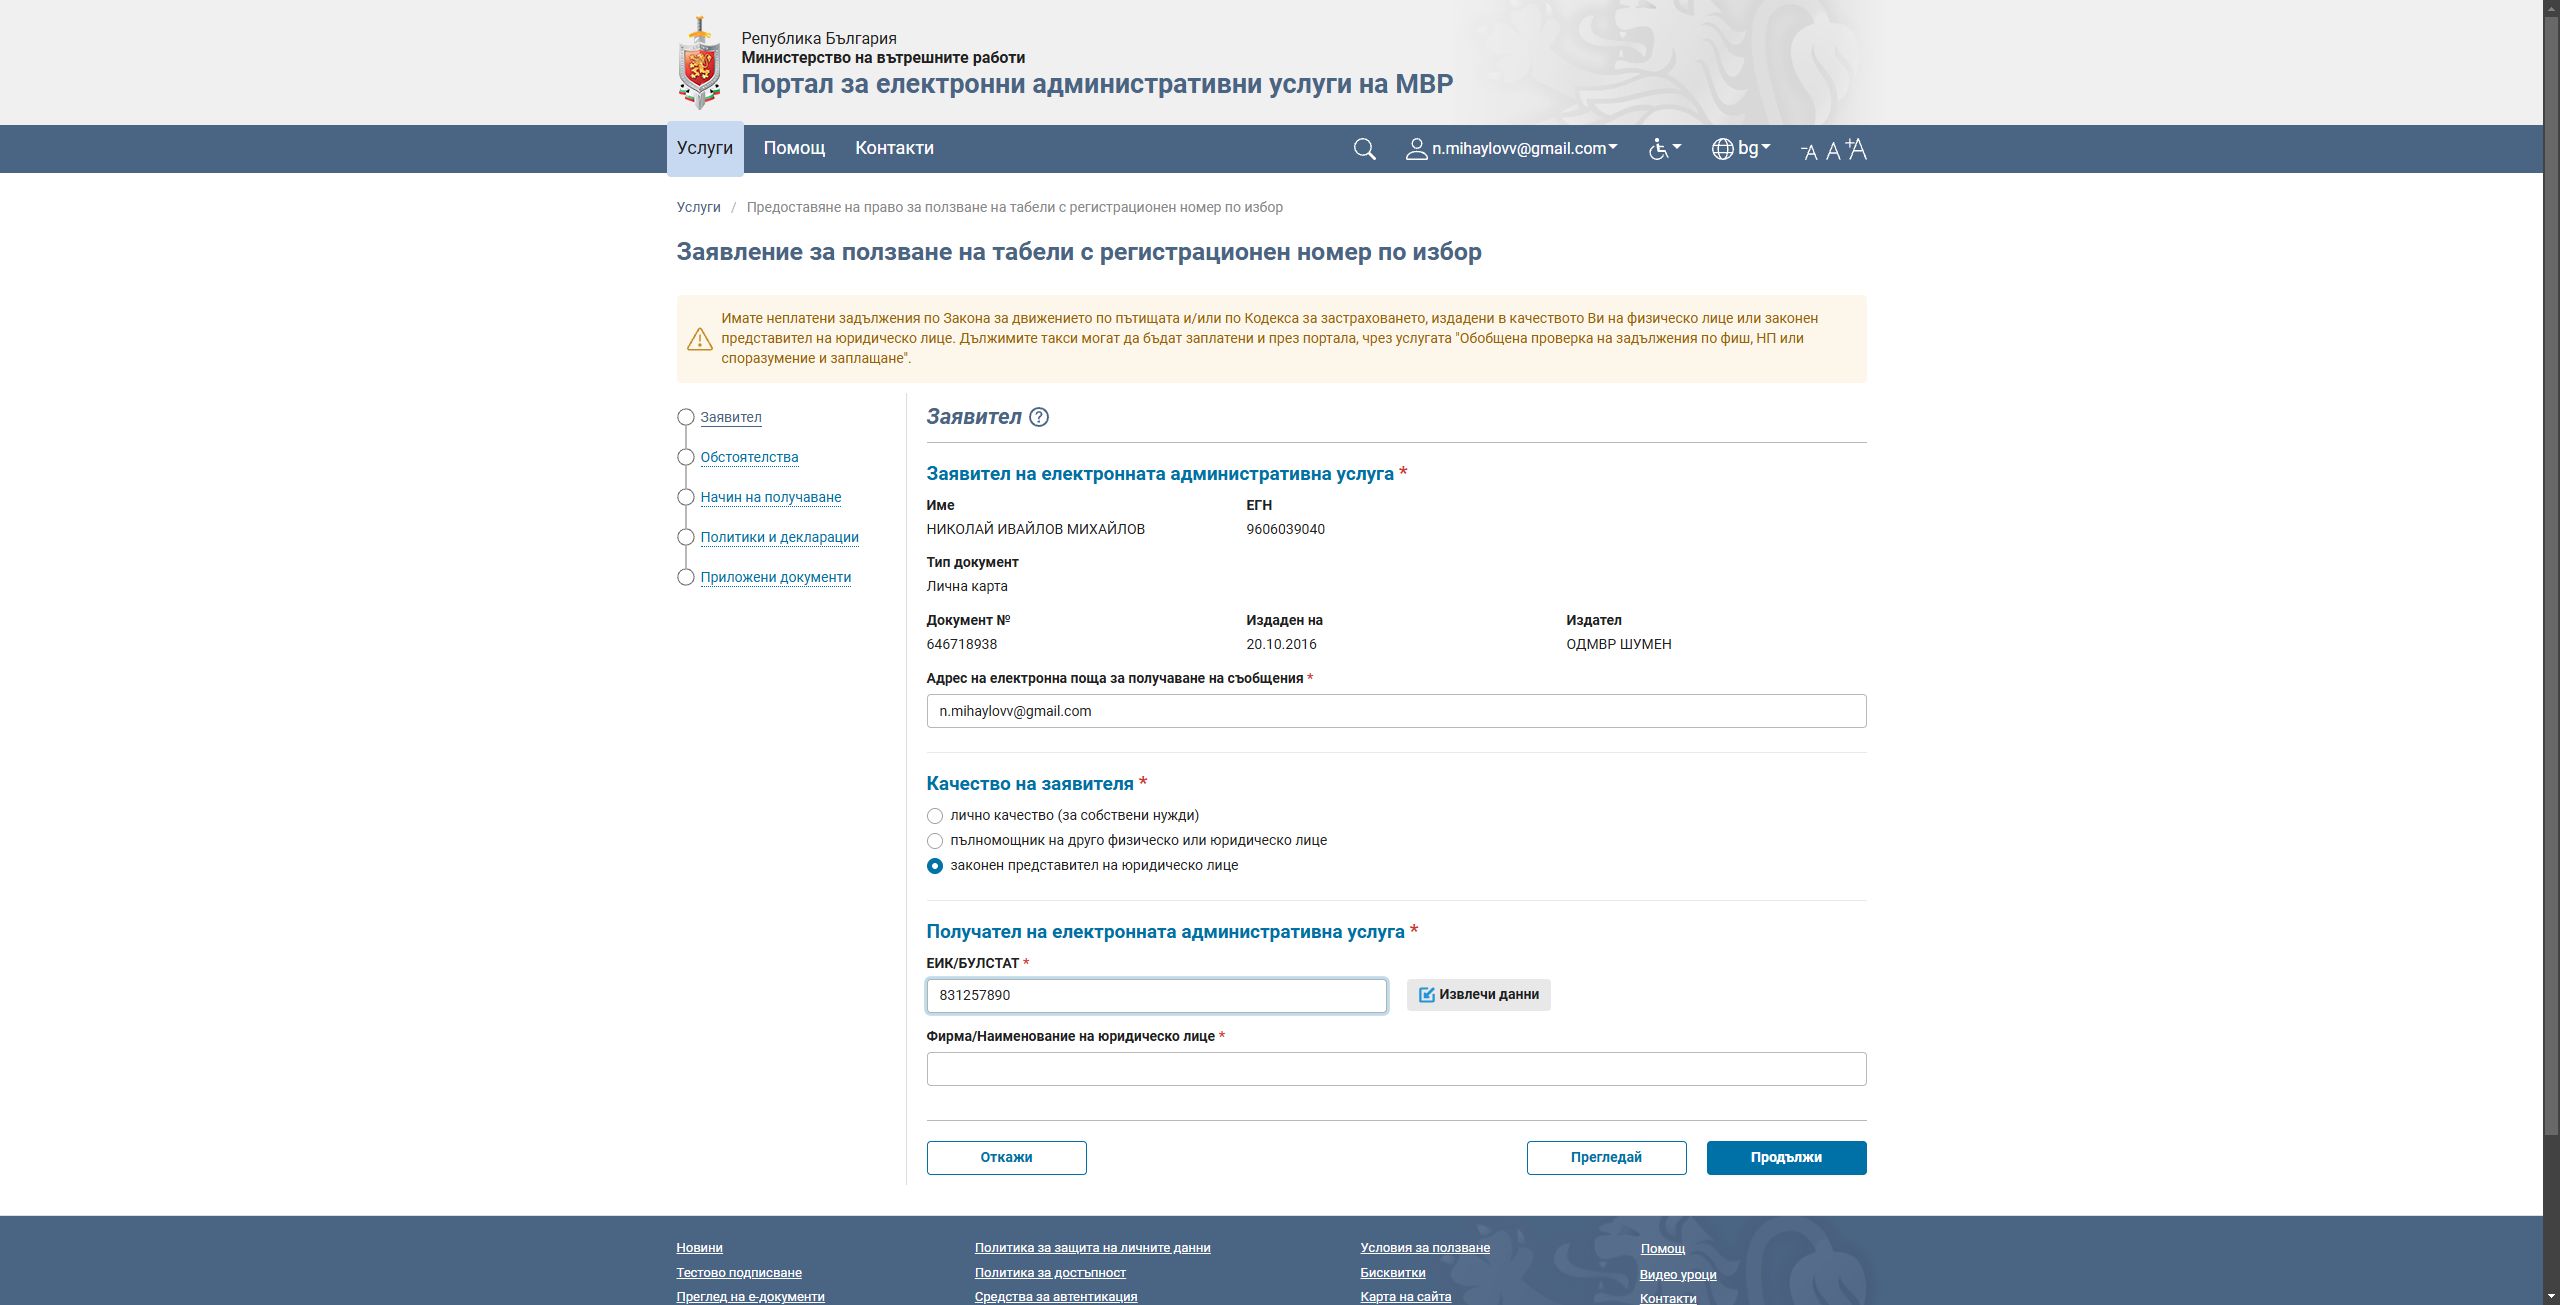 Република България
Министерство на вътрешните работи
Портал за електронни административни услуги на МВР
Услуги
Помощ
Контакти
n.mihaylovv@gmail.com
bg
-A A +A
Услуги / Предоставяне на право за ползване на табели с регистрационен номер по избор
Заявление за ползване на табели с регистрационен номер по избор
Имате неплатени задължения по Закона за движението по пътищата и/или по Кодекса за застраховането, издадени в качеството Ви на физическо лице или законен
представител на юридическо лице. Дължимите такси могат да бъдат заплатени и през портала, чрез услугата "Обобщена проверка на задължения по фиш, НП или
споразумение и заплащане".
Заявител
Обстоятелства
Начин на получаване
Политики и декларации
Приложени документи
Заявител
Заявител на електронната административна услуга *
Име ЕГН
НИКОЛАЙ ИВАЙЛОВ МИХАЙЛОВ 9606039040
Тип документ
Лична карта
Документ № Издаден на Издател
646718938 20.10.2016 ОДМВР ШУМЕН
Адрес на електронна поща за получаване на съобщения *
n.mihaylovv@gmail.com
Качество на заявителя *
лично качество (за собствени нужди)
пълномощник на друго физическо или юридическо лице
законен представител на юридическо лице
Получател на електронната административна услуга *
ЕИК/БУЛСТАТ *
831257890
Извлечи данни
Фирма/Наименование на юридическо лице *
Откажи Прегледай Продължи
Новини Политика за защита на личните данни Условия за ползване Помощ
Тестово подписване Политика за достъпност Бисквитки Видео уроци
Преглед на е-документи Средства за автентикация Карта на сайта Контакти